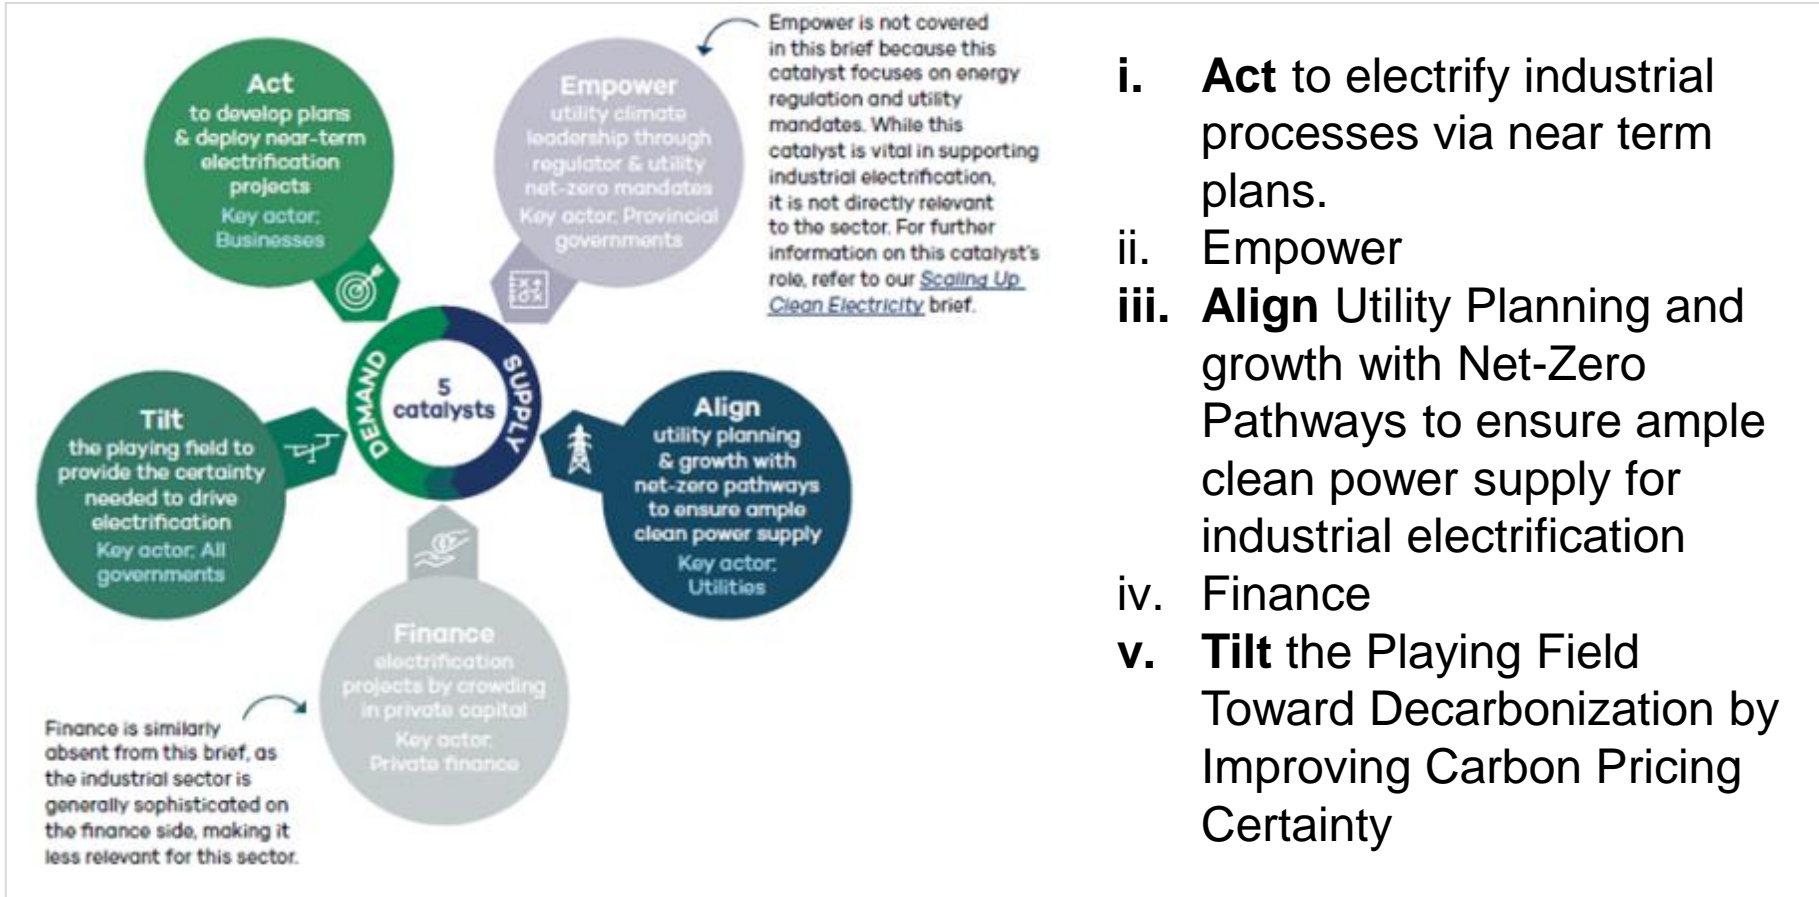 Act
to develop plans
& deploy near-term
electrification
projects
Key actor:
Businesses
Empower
utility climate
leadership through
regulator & utility
net-zero mandates
Key actor: Provincial
governments
Empower is not covered
in this brief because this
catalyst focuses on energy
regulation and utility
mandates. While this
catalyst is vital in supporting
industrial electrification,
it is not directly relevant
to the sector. For further
information on this catalyst's
role, refer to our Scaling Up
Clean Electricity brief.
DEMAND
SUPPLY
5
catalysts
Tilt
the playing field to
provide the certainty
needed to drive
electrification
Key actor: All
governments
Align
utility planning
& growth with
net-zero pathways
to ensure ample
clean power supply
Key actor:
Utilities
Finance
electrification
projects by crowding
in private capital
Key actor:
Private finance
Finance is similarly
absent from this brief, as
the industrial sector is
generally sophisticated on
the finance side, making it
less relevant for this sector.
i. Act to electrify industrial
processes via near term
plans.
ii. Empower
iii. Align Utility Planning and
growth with Net-Zero
Pathways to ensure ample
clean power supply for
industrial electrification
iv. Finance
v. Tilt the Playing Field
Toward Decarbonization by
Improving Carbon Pricing
Certainty